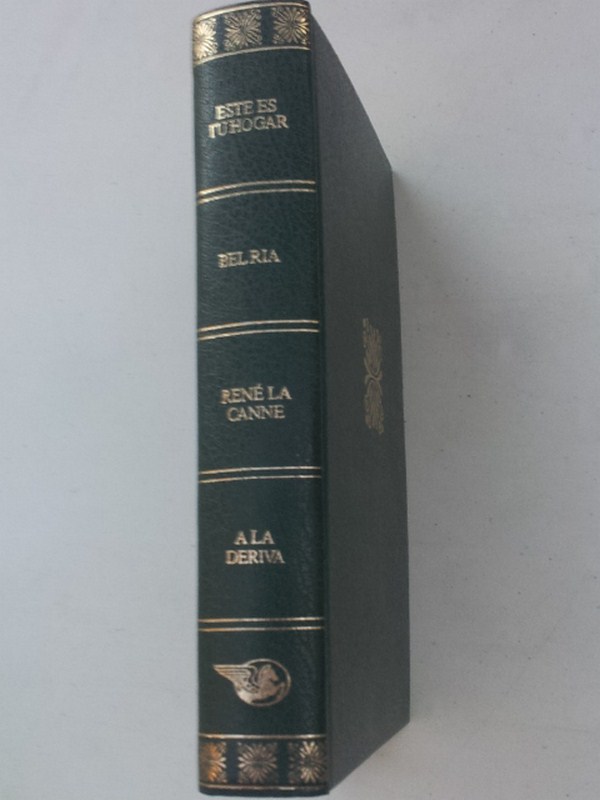 ESTE ES
TU HOGAR
BEL RIA
RENÉ LA
CANNE
A LA
DERIVA